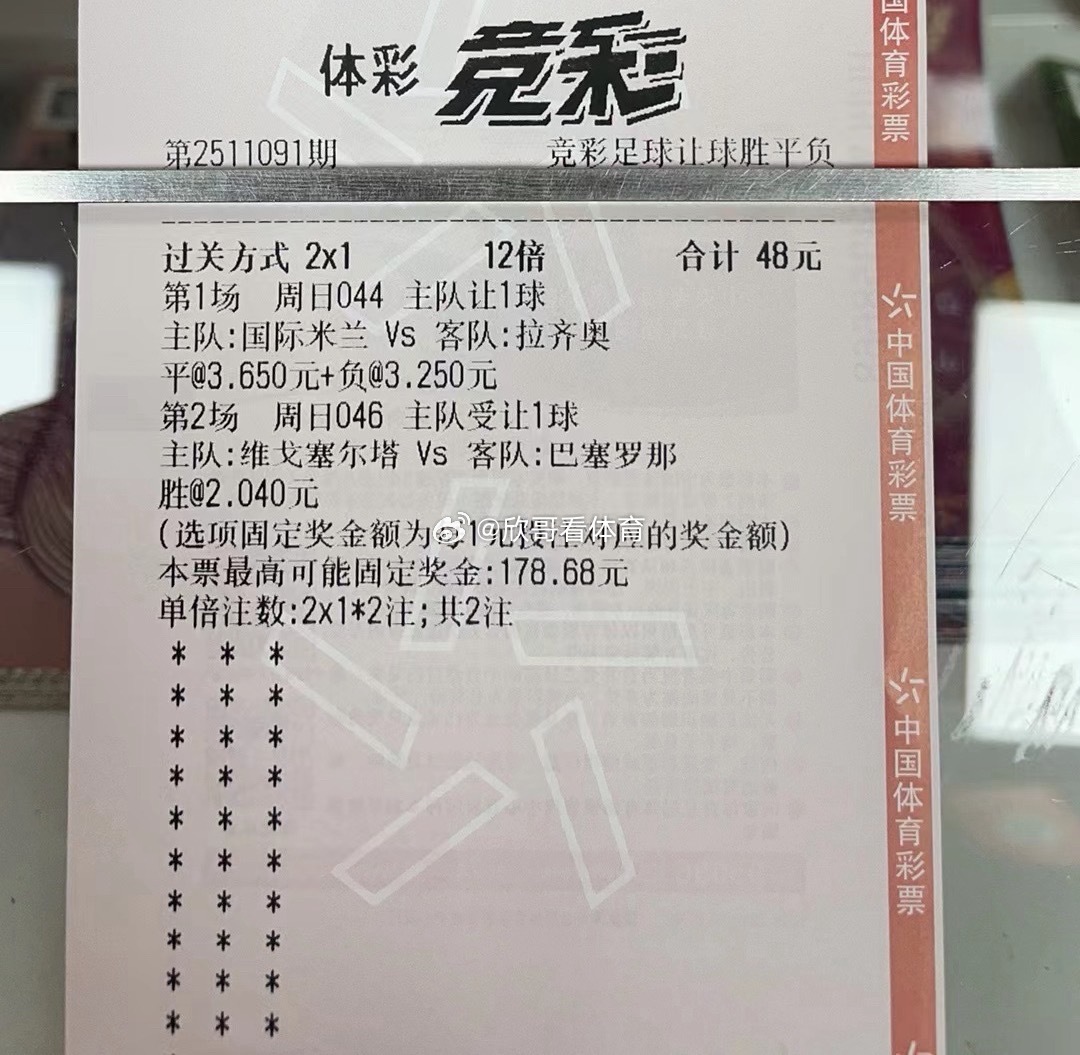 体彩 竞彩
第2511091期 竞彩足球让球胜平负
过关方式 2x1 12倍 合计 48元
第1场 周日044 主队让1球
主队:国际米兰 Vs 客队:拉齐奥
平@3.650元+负@3.250元
第2场 周日046 主队受让1球
主队:维戈塞尔塔 Vs 客队:巴塞罗那
胜@2.040元
(选项固定奖金额为每1元投注对应的奖金额)
@欣哥看体育
本票最高可能固定奖金:178.68元
单倍注数:2x1*2注;共2注
* * *
* * *
* * *
* * *
* * *
* * *
* * *
* * *
* * *
* * *
国体育彩票
中国体育彩票
中国体育彩票